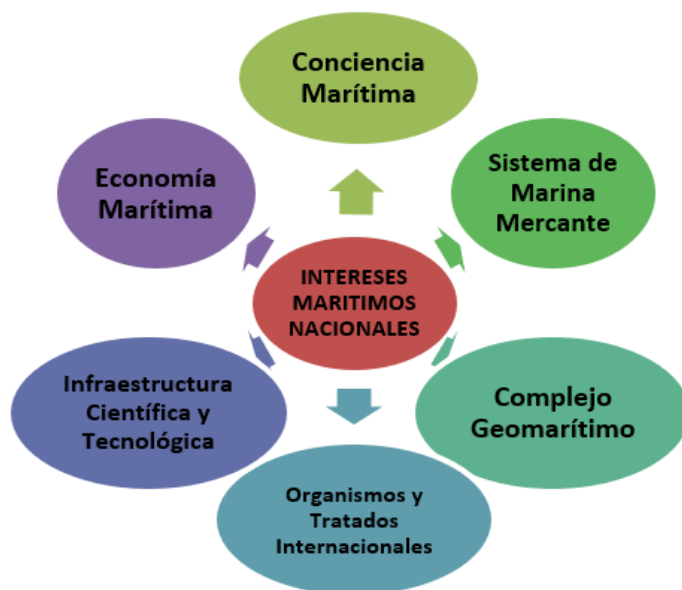 Conciencia
Marítima
Sistema de
Marina
Mercante
Economía
Marítima
INTERESES
MARITIMOS
NACIONALES
Infraestructura
Científica y
Tecnológica
Complejo
Geomarítimo
Organismos y
Tratados
Internacionales